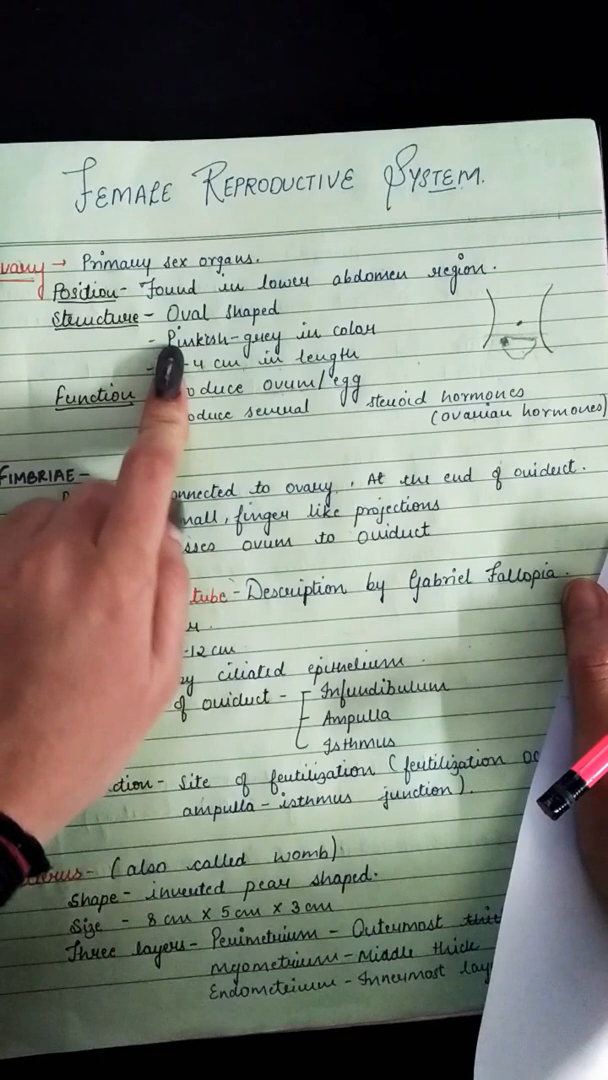 FEMALE REPRODUCTIVE SYSTEM.
vary → Primary sex organs.
Position - Found in lower abdomen region.
Structure - Oval shaped
- Pinkish-grey in color
-4 cm in length
Function
oduce ovum/egg
oduce several steroid hormones
(ovarian hormones)
FIMBRIAE -
onnected to ovary, At the end of oviduct.
mall, finger like projections
sses ovum to oviduct
tube - Description by Gabriel Fallopia.
-12 cm
ciliated epithelium.
of oviduct - Infundibulum
Ampulla
Isthmus
ction - Site of fertilization (fertilization oc
ampulla - isthmus junction).
terus - (also called womb)
Shape - inverted pear shaped.
Size - 8 cm x 5 cm x 3 cm
Three layers - Perimetrium - Outermost
Myometrium - Middle thick
Endometrium - Innermost lay